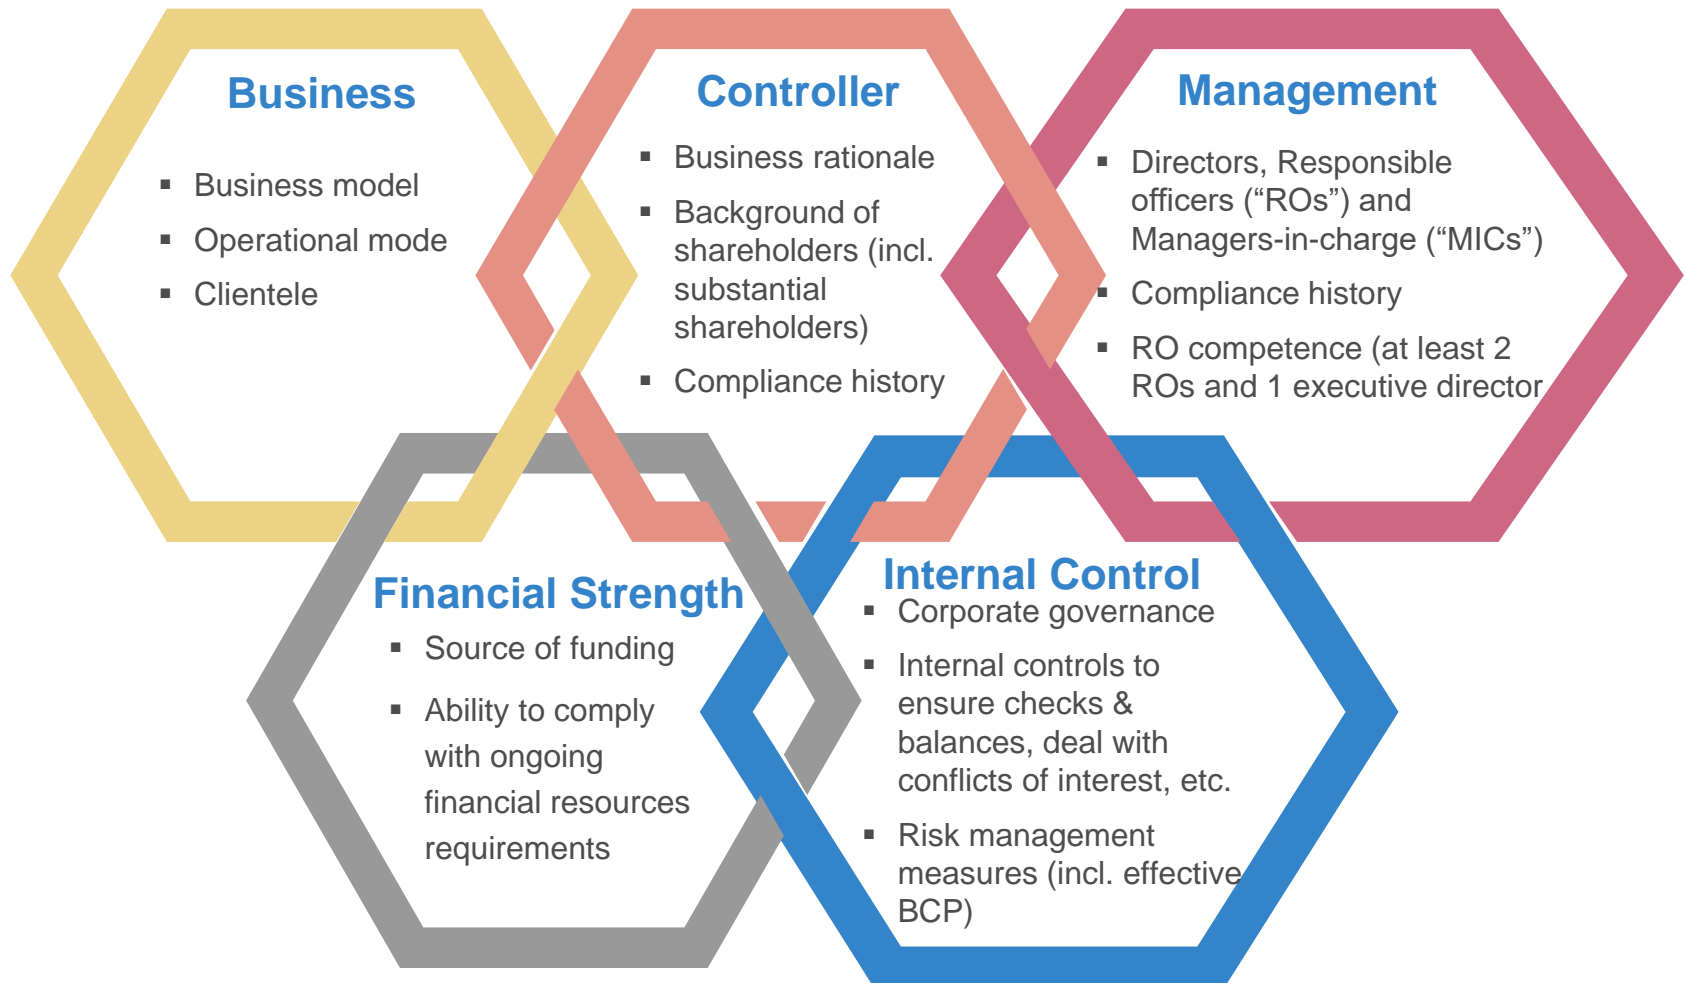 Business
▪ Business model
▪ Operational mode
▪ Clientele
Controller
▪ Business rationale
▪ Background of
shareholders (incl.
substantial
shareholders)
▪ Compliance history
Management
▪ Directors, Responsible
officers (“ROs”) and
Managers-in-charge (“MICs”)
▪ Compliance history
▪ RO competence (at least 2
ROs and 1 executive director
Financial Strength
▪ Source of funding
▪ Ability to comply
with ongoing
financial resources
requirements
Internal Control
▪ Corporate governance
▪ Internal controls to
ensure checks &
balances, deal with
conflicts of interest, etc.
▪ Risk management
measures (incl. effective
BCP)